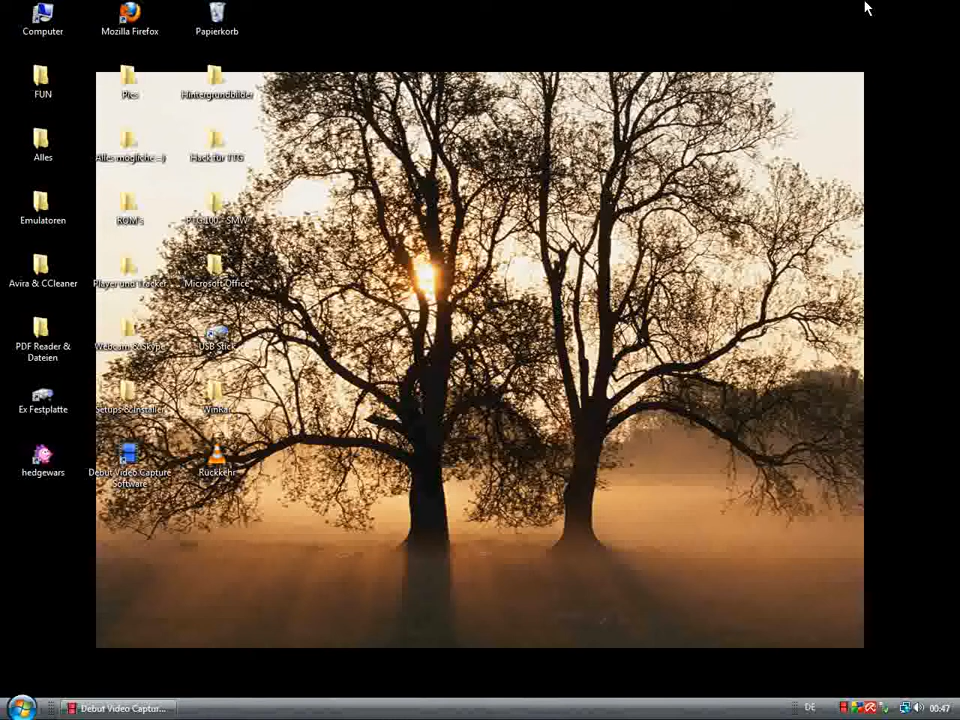 Computer
Mozilla Firefox
Papierkorb
FUN
Pics
Hintergrundbilder
Alles
Alles mögliche :-)
Hack für TTG
Emulatoren
ROM's
SMW
Avira & CCleaner
Player und Tracker
Microsoft Office
PDF Reader &
Dateien
Webcam & Skype
USB Stick
Ex Festplatte
Setups & Installer
WinRar
hedgewars
Debut Video Capture
Software
Rückkehr
Debut Video Captur...
DE
00:47